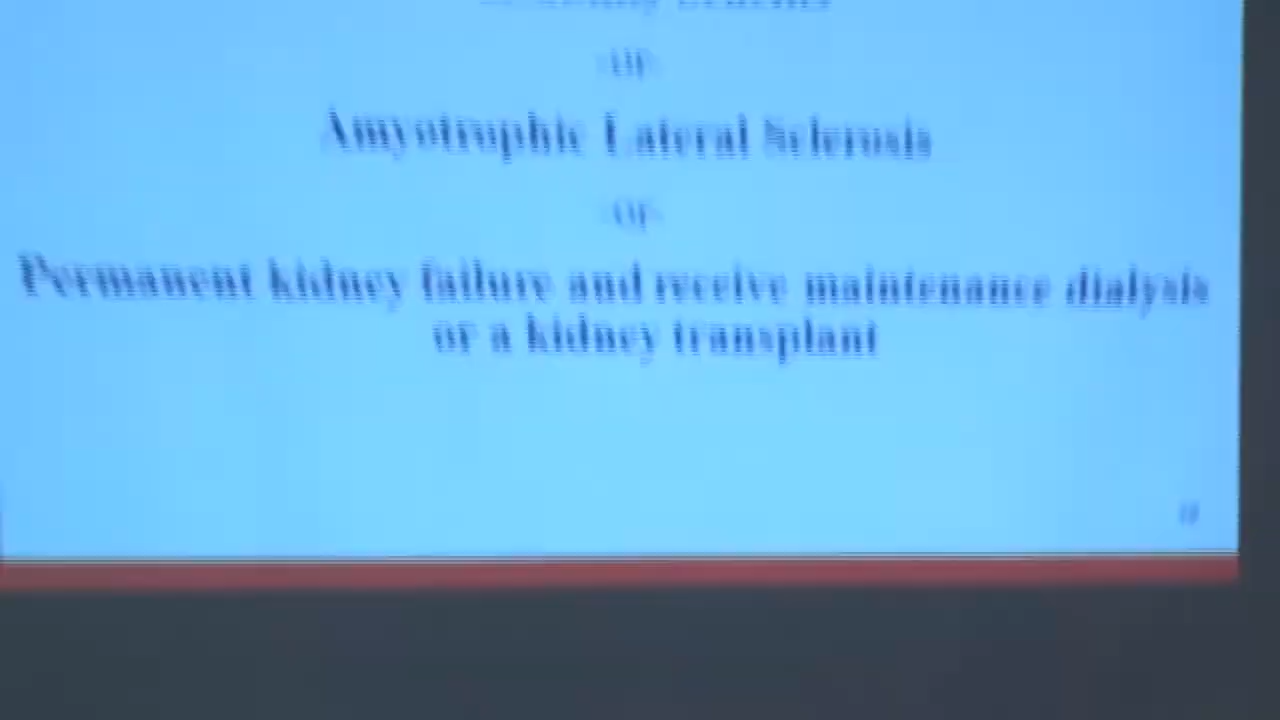 -or-
Amyotrophic Lateral Sclerosis
-or-
Permanent kidney failure and receive maintenance dialysis
or a kidney transplant